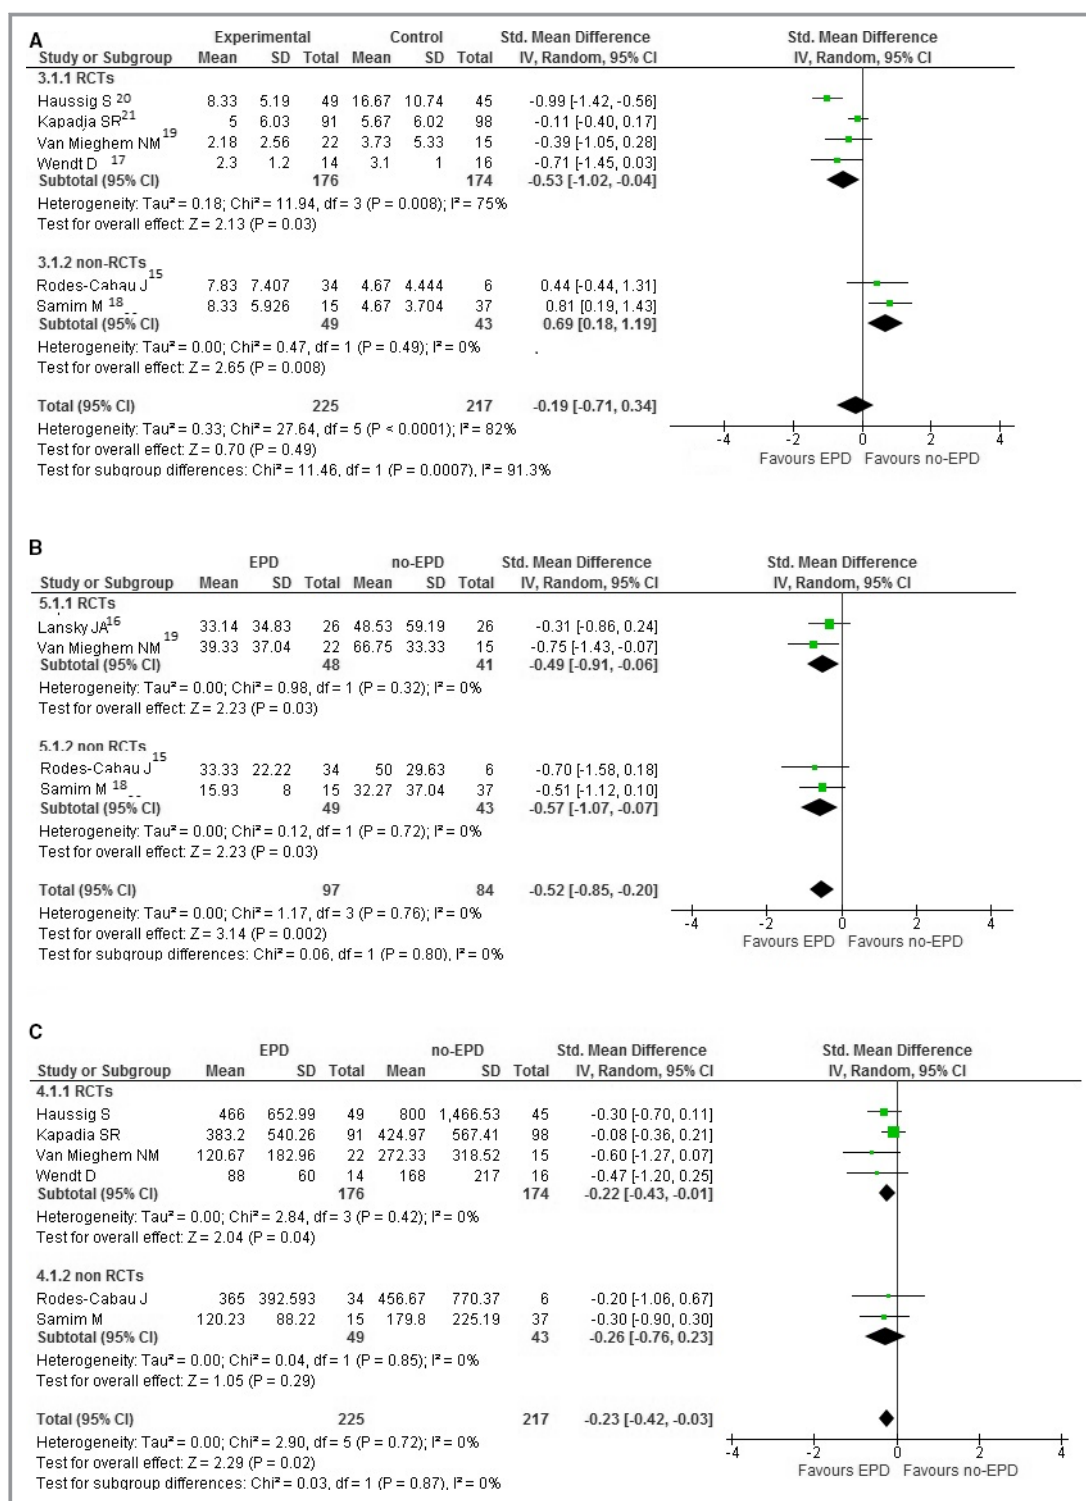 A
Experimental Control Std. Mean Difference Std. Mean Difference
Study or Subgroup Mean SD Total Mean SD Total IV, Random, 95% CI IV, Random, 95% CI
3.1.1 RCTs
Haussig S 20 8.33 5.19 49 16.67 10.74 45 -0.99 [-1.42, -0.56]
Kapadia SR 21 5 6.03 91 5.67 6.02 98 -0.11 [-0.40, 0.17]
Van Mieghem NM 19 2.18 2.56 22 3.73 5.33 15 -0.39 [-1.05, 0.28]
Wendt D 17 2.3 1.2 14 3.1 1 16 -0.71 [-1.45, 0.03]
Subtotal (95% CI) 176 174 -0.53 [-1.02, -0.04]
Heterogeneity: Tau² = 0.18; Chi² = 11.94, df = 3 (P = 0.008); I² = 75%
Test for overall effect: Z = 2.13 (P = 0.03)
3.1.2 non-RCTs
Rodes-Cabau J 15 7.83 7.407 34 4.67 4.444 6 0.44 [-0.44, 1.31]
Samim M 18 8.33 5.926 15 4.67 3.704 37 0.81 [0.19, 1.43]
Subtotal (95% CI) 49 43 0.69 [0.18, 1.19]
Heterogeneity: Tau² = 0.00; Chi² = 0.47, df = 1 (P = 0.49); I² = 0%
Test for overall effect: Z = 2.65 (P = 0.008)
Total (95% CI) 225 217 -0.19 [-0.71, 0.34]
Heterogeneity: Tau² = 0.33; Chi² = 27.64, df = 5 (P < 0.0001); I² = 82%
Test for overall effect: Z = 0.70 (P = 0.49)
Test for subgroup differences: Chi² = 11.46, df = 1 (P = 0.0007), I² = 91.3%
-4 -2 0 2 4
Favours EPD Favours no-EPD
B
EPD no-EPD Std. Mean Difference Std. Mean Difference
Study or Subgroup Mean SD Total Mean SD Total IV, Random, 95% CI IV, Random, 95% CI
5.1.1 RCTs
Lansky JA 16 33.14 34.83 26 48.53 59.19 26 -0.31 [-0.86, 0.24]
Van Mieghem NM 19 39.33 37.04 22 66.75 33.33 15 -0.75 [-1.43, -0.07]
Subtotal (95% CI) 48 41 -0.49 [-0.91, -0.06]
Heterogeneity: Tau² = 0.00; Chi² = 0.98, df = 1 (P = 0.32); I² = 0%
Test for overall effect: Z = 2.23 (P = 0.03)
5.1.2 non RCTs
Rodes-Cabau J 15 33.33 22.22 34 50 29.63 6 -0.70 [-1.58, 0.18]
Samim M 18 15.93 8 15 32.27 37.04 37 -0.51 [-1.12, 0.10]
Subtotal (95% CI) 49 43 -0.57 [-1.07, -0.07]
Heterogeneity: Tau² = 0.00; Chi² = 0.12, df = 1 (P = 0.72); I² = 0%
Test for overall effect: Z = 2.23 (P = 0.03)
Total (95% CI) 97 84 -0.52 [-0.85, -0.20]
Heterogeneity: Tau² = 0.00; Chi² = 1.17, df = 3 (P = 0.76); I² = 0%
Test for overall effect: Z = 3.14 (P = 0.002)
Test for subgroup differences: Chi² = 0.06, df = 1 (P = 0.80), I² = 0%
-4 -2 0 2 4
Favours EPD Favours no-EPD
C
EPD no-EPD Std. Mean Difference Std. Mean Difference
Study or Subgroup Mean SD Total Mean SD Total IV, Random, 95% CI IV, Random, 95% CI
4.1.1 RCTs
Haussig S 466 652.99 49 800 1,466.53 45 -0.30 [-0.70, 0.11]
Kapadia SR 383.2 540.26 91 424.97 567.41 98 -0.08 [-0.36, 0.21]
Van Mieghem NM 120.67 182.96 22 272.33 318.52 15 -0.60 [-1.27, 0.07]
Wendt D 88 60 14 168 217 16 -0.47 [-1.20, 0.25]
Subtotal (95% CI) 176 174 -0.22 [-0.43, -0.01]
Heterogeneity: Tau² = 0.00; Chi² = 2.84, df = 3 (P = 0.42); I² = 0%
Test for overall effect: Z = 2.04 (P = 0.04)
4.1.2 non RCTs
Rodes-Cabau J 365 392.593 34 456.67 770.37 6 -0.20 [-1.06, 0.67]
Samim M 120.23 88.22 15 179.8 225.19 37 -0.30 [-0.90, 0.30]
Subtotal (95% CI) 49 43 -0.26 [-0.76, 0.23]
Heterogeneity: Tau² = 0.00; Chi² = 0.04, df = 1 (P = 0.85); I² = 0%
Test for overall effect: Z = 1.05 (P = 0.29)
Total (95% CI) 225 217 -0.23 [-0.42, -0.03]
Heterogeneity: Tau² = 0.00; Chi² = 2.90, df = 5 (P = 0.72); I² = 0%
Test for overall effect: Z = 2.29 (P = 0.02)
Test for subgroup differences: Chi² = 0.03, df = 1 (P = 0.87), I² = 0%
-4 -2 0 2 4
Favours EPD Favours no-EPD